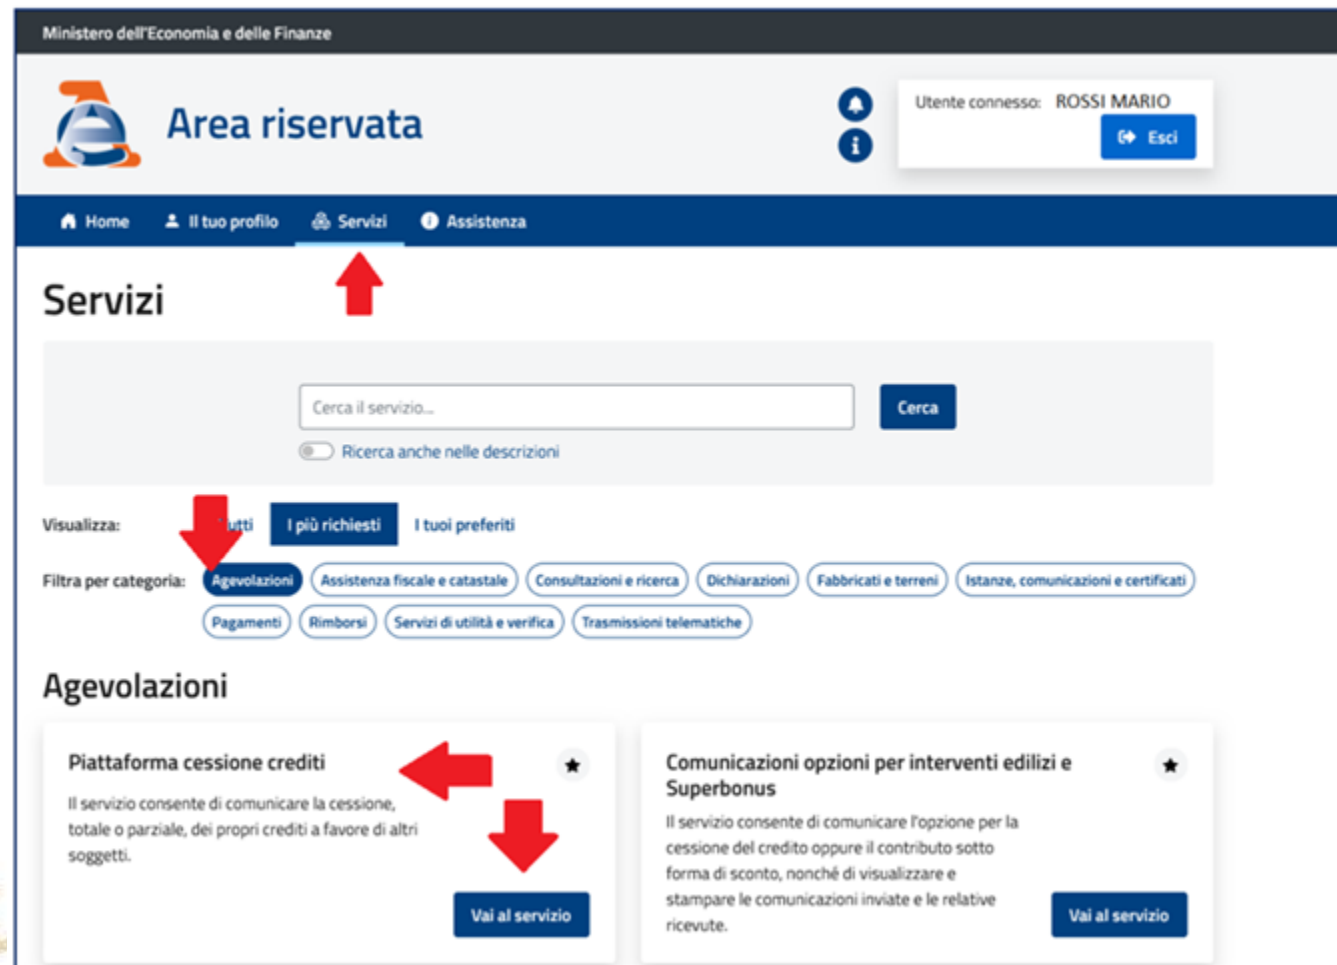 Ministero dell'Economia e delle Finanze
Area riservata
Utente connesso: ROSSI MARIO
Esci
Home Il tuo profilo Servizi Assistenza
Servizi
Cerca il servizio... Cerca
Ricerca anche nelle descrizioni
Visualizza: utti I più richiesti I tuoi preferiti
Filtra per categoria: Agevolazioni Assistenza fiscale e catastale Consultazioni e ricerca Dichiarazioni Fabbricati e terreni Istanze, comunicazioni e certificati
Pagamenti Rimborsi Servizi di utilità e verifica Trasmissioni telematiche
Agevolazioni
Piattaforma cessione crediti
Il servizio consente di comunicare la cessione,
totale o parziale, dei propri crediti a favore di altri
soggetti.
Vai al servizio
Comunicazioni opzioni per interventi edilizi e
Superbonus
Il servizio consente di comunicare l'opzione per la
cessione del credito oppure il contributo sotto
forma di sconto, nonché di visualizzare e
stampare le comunicazioni inviate e le relative
ricevute.
Vai al servizio